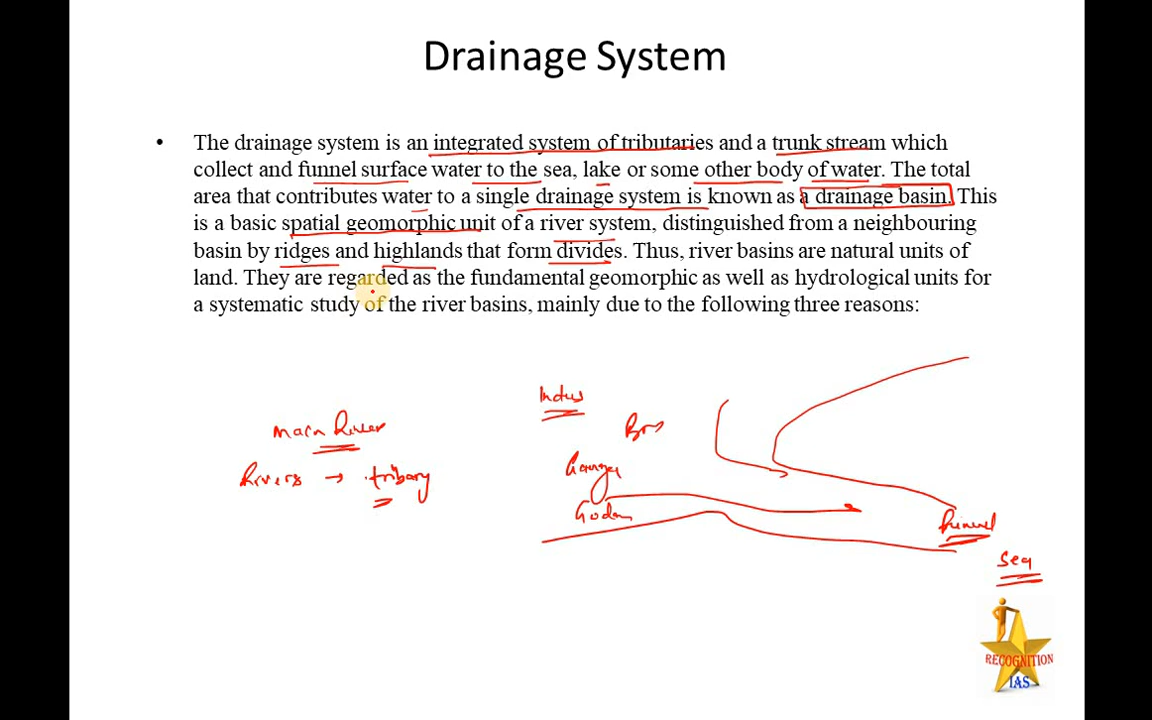 Drainage System
• The drainage system is an integrated system of tributaries and a trunk stream which
collect and funnel surface water to the sea, lake or some other body of water. The total
area that contributes water to a single drainage system is known as a drainage basin. This
is a basic spatial geomorphic unit of a river system, distinguished from a neighbouring
basin by ridges and highlands that form divides. Thus, river basins are natural units of
land. They are regarded as the fundamental geomorphic as well as hydrological units for
a systematic study of the river basins, mainly due to the following three reasons:
Indus
Main River
Rivers → tribary
Godam
Sea
RECOGNITION
IAS